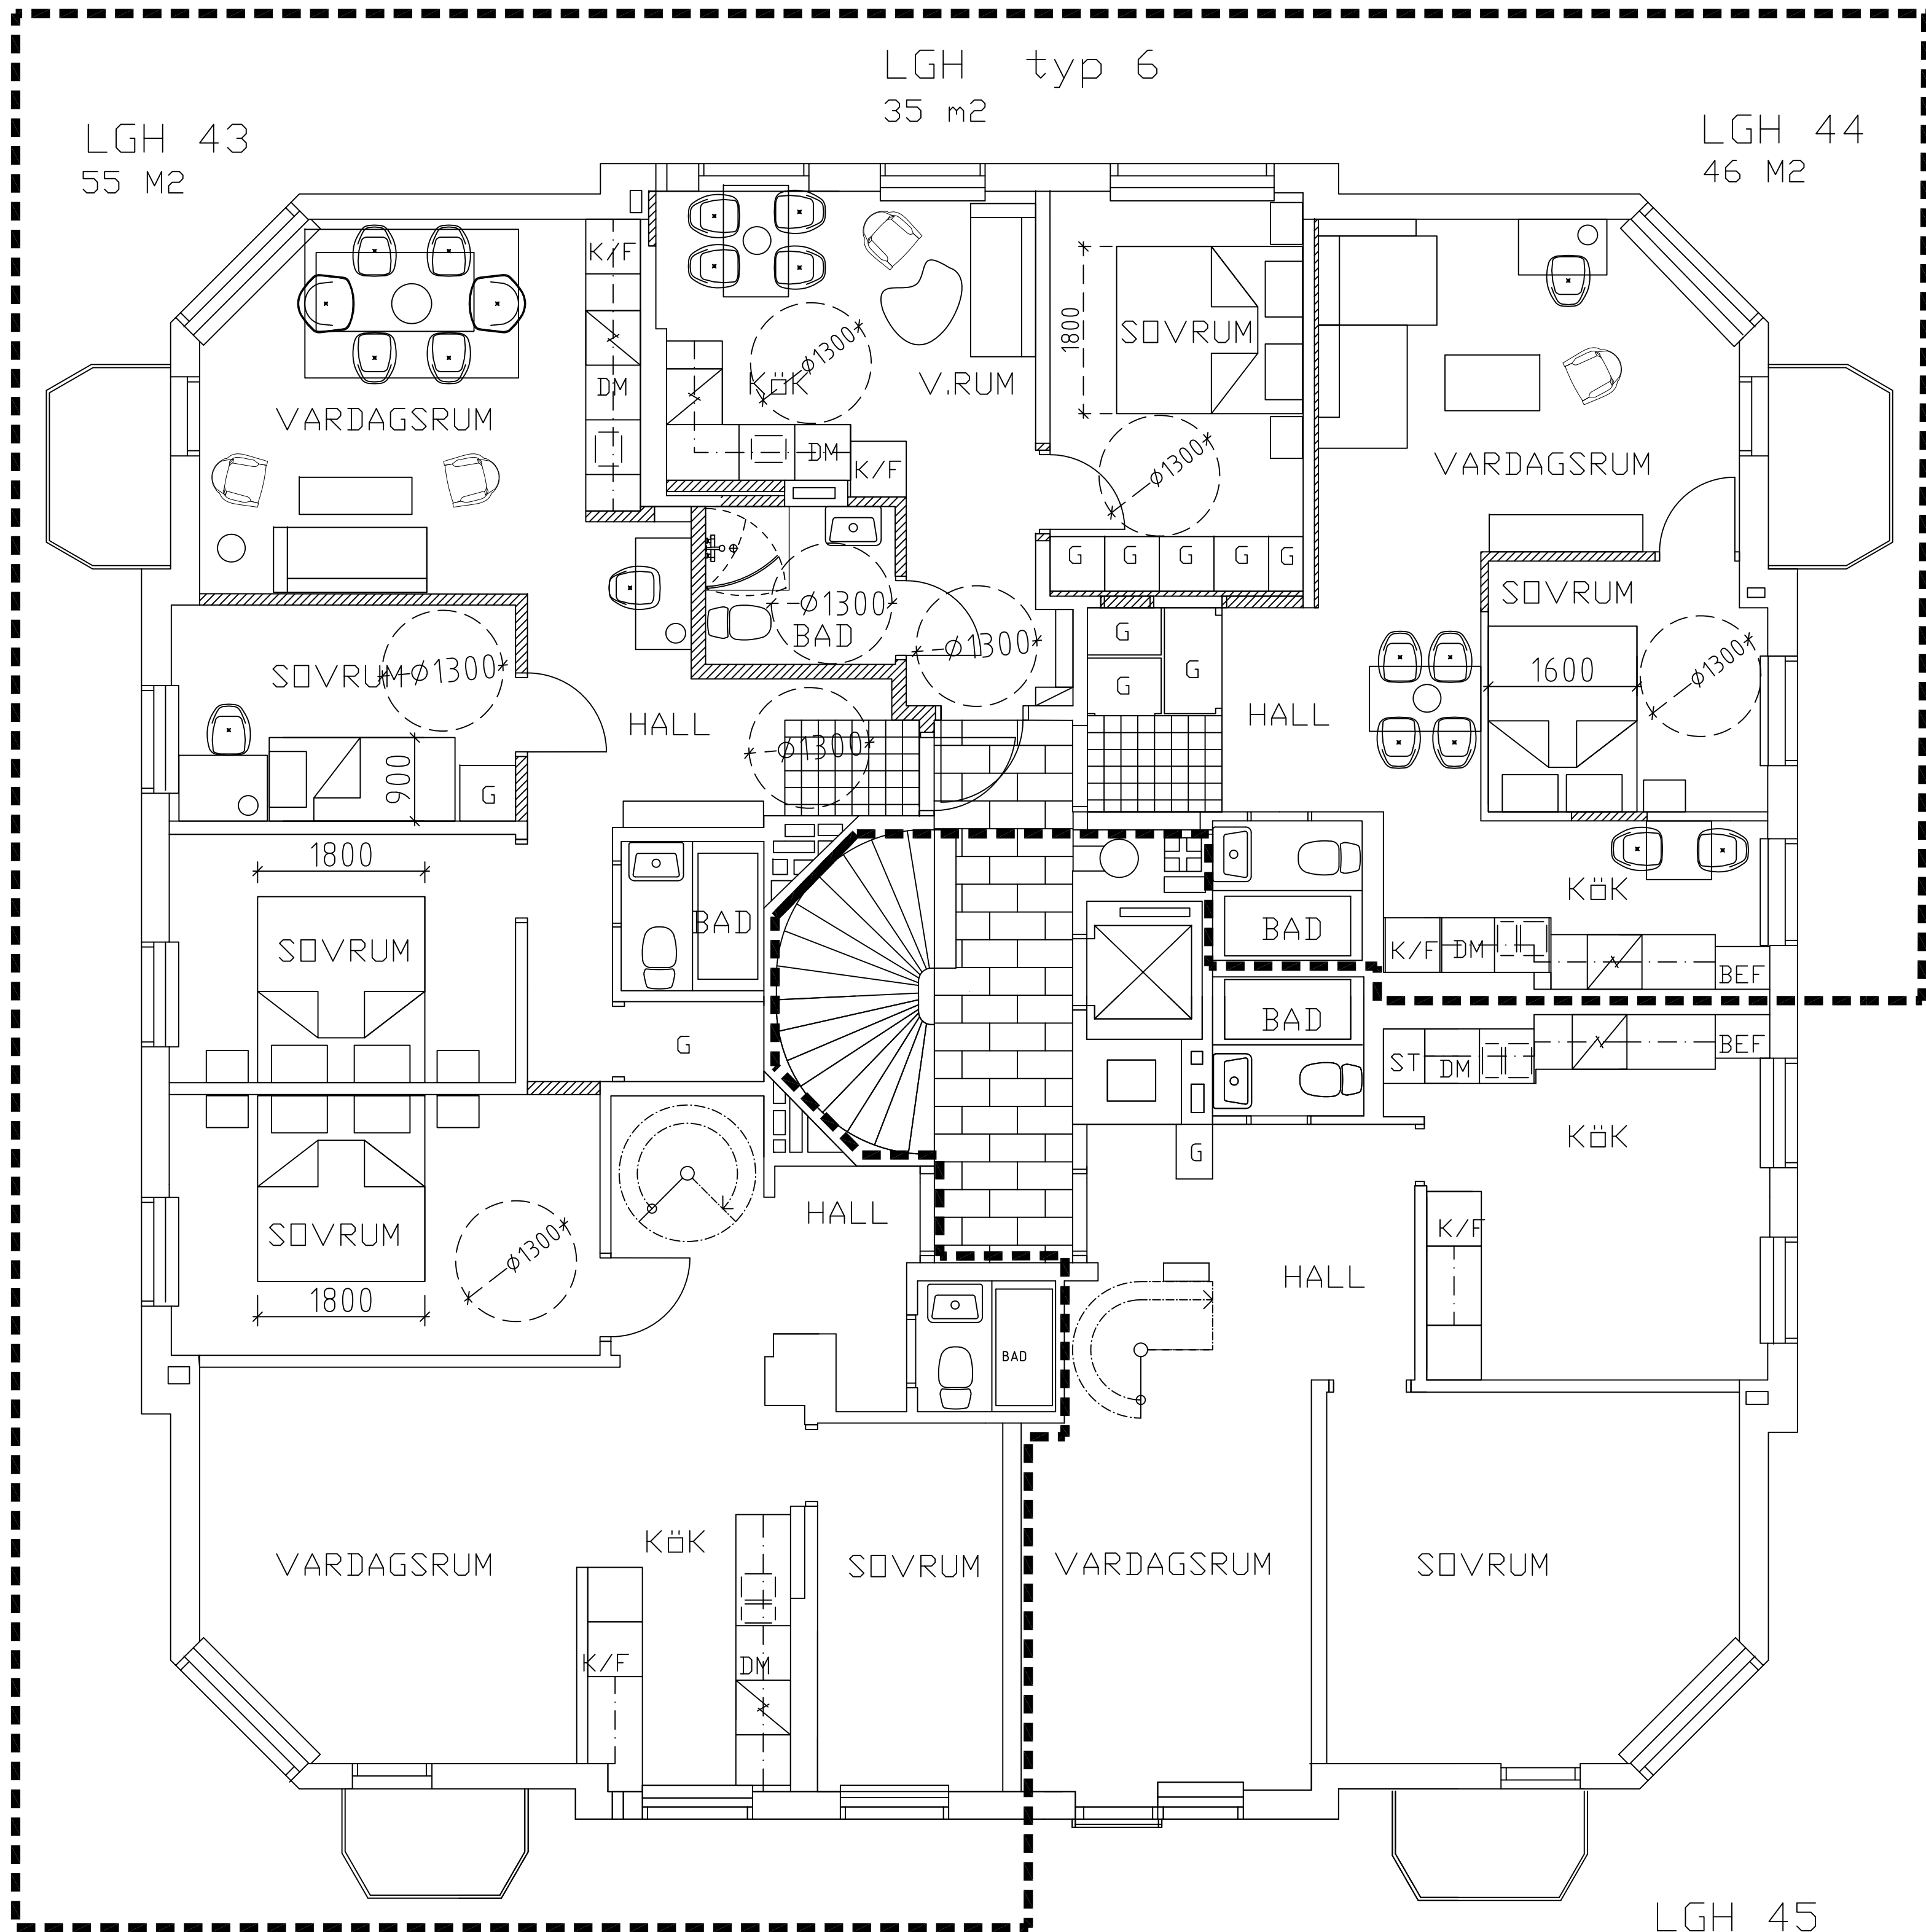 LGH typ 6
35 m2
LGH 43
55 M2
LGH 44
46 M2
K/F
DM
VARDAGSRUM
KöK
ø1300
V.RUM
DM
K/F
1800
SOVRUM
ø1300
G
G
G
G
G
VARDAGSRUM
SOVRUM
ø1300
ø1300
BAD
ø1300
SOVRUM
ø1300
HALL
ø1300
900
G
G
G
G
HALL
1600
SOVRUM
ø1300
1800
SOVRUM
BAD
G
BAD
BAD
KöK
K/F
DM
BEF
ST
DM
BEF
KöK
SOVRUM
1800
ø1300
HALL
G
K/F
HALL
BAD
VARDAGSRUM
KöK
K/F
DM
SOVRUM
VARDAGSRUM
SOVRUM
LGH 45